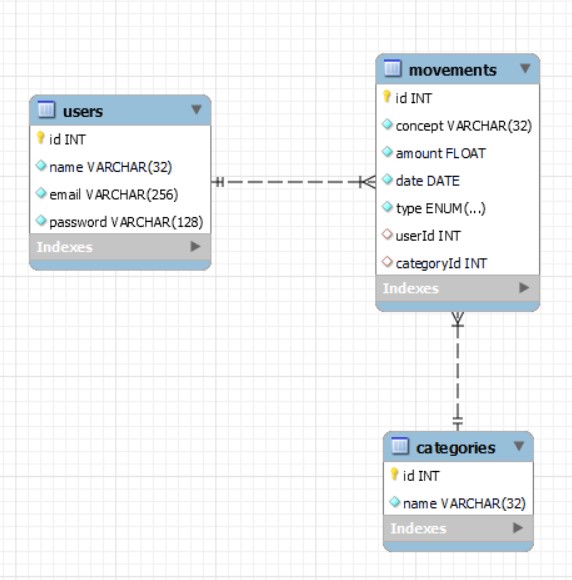 users
id INT
name VARCHAR(32)
email VARCHAR(256)
password VARCHAR(128)
Indexes
movements
id INT
concept VARCHAR(32)
amount FLOAT
date DATE
type ENUM(...)
userId INT
categoryId INT
Indexes
categories
id INT
name VARCHAR(32)
Indexes